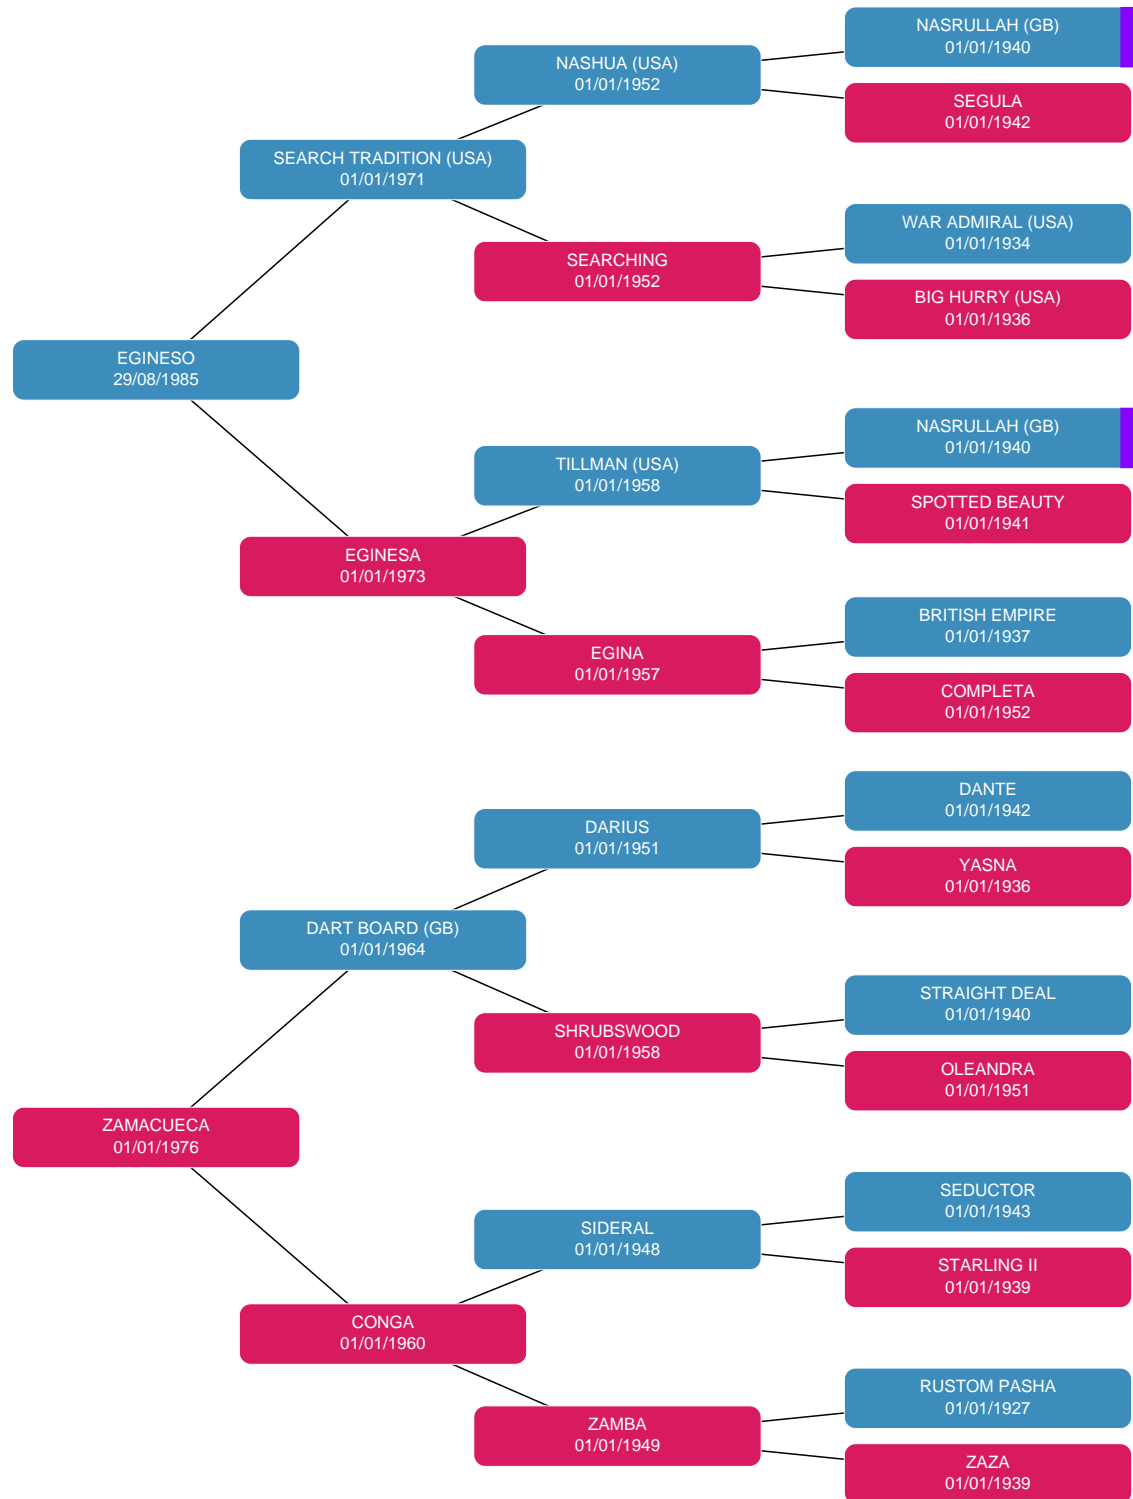 NASRULLAH (GB)
01/01/1940
NASHUA (USA)
01/01/1952
SEGULA
01/01/1942
SEARCH TRADITION (USA)
01/01/1971
WAR ADMIRAL (USA)
01/01/1934
SEARCHING
01/01/1952
BIG HURRY (USA)
01/01/1936
EGINESO
29/08/1985
NASRULLAH (GB)
01/01/1940
TILLMAN (USA)
01/01/1958
SPOTTED BEAUTY
01/01/1941
EGINESA
01/01/1973
BRITISH EMPIRE
01/01/1937
EGINA
01/01/1957
COMPLETA
01/01/1952
DANTE
01/01/1942
DARIUS
01/01/1951
YASNA
01/01/1936
DART BOARD (GB)
01/01/1964
STRAIGHT DEAL
01/01/1940
SHRUBSWOOD
01/01/1958
OLEANDRA
01/01/1951
ZAMACUECA
01/01/1976
SEDUCTOR
01/01/1943
SIDERAL
01/01/1948
STARLING II
01/01/1939
CONGA
01/01/1960
RUSTOM PASHA
01/01/1927
ZAMBA
01/01/1949
ZAZA
01/01/1939